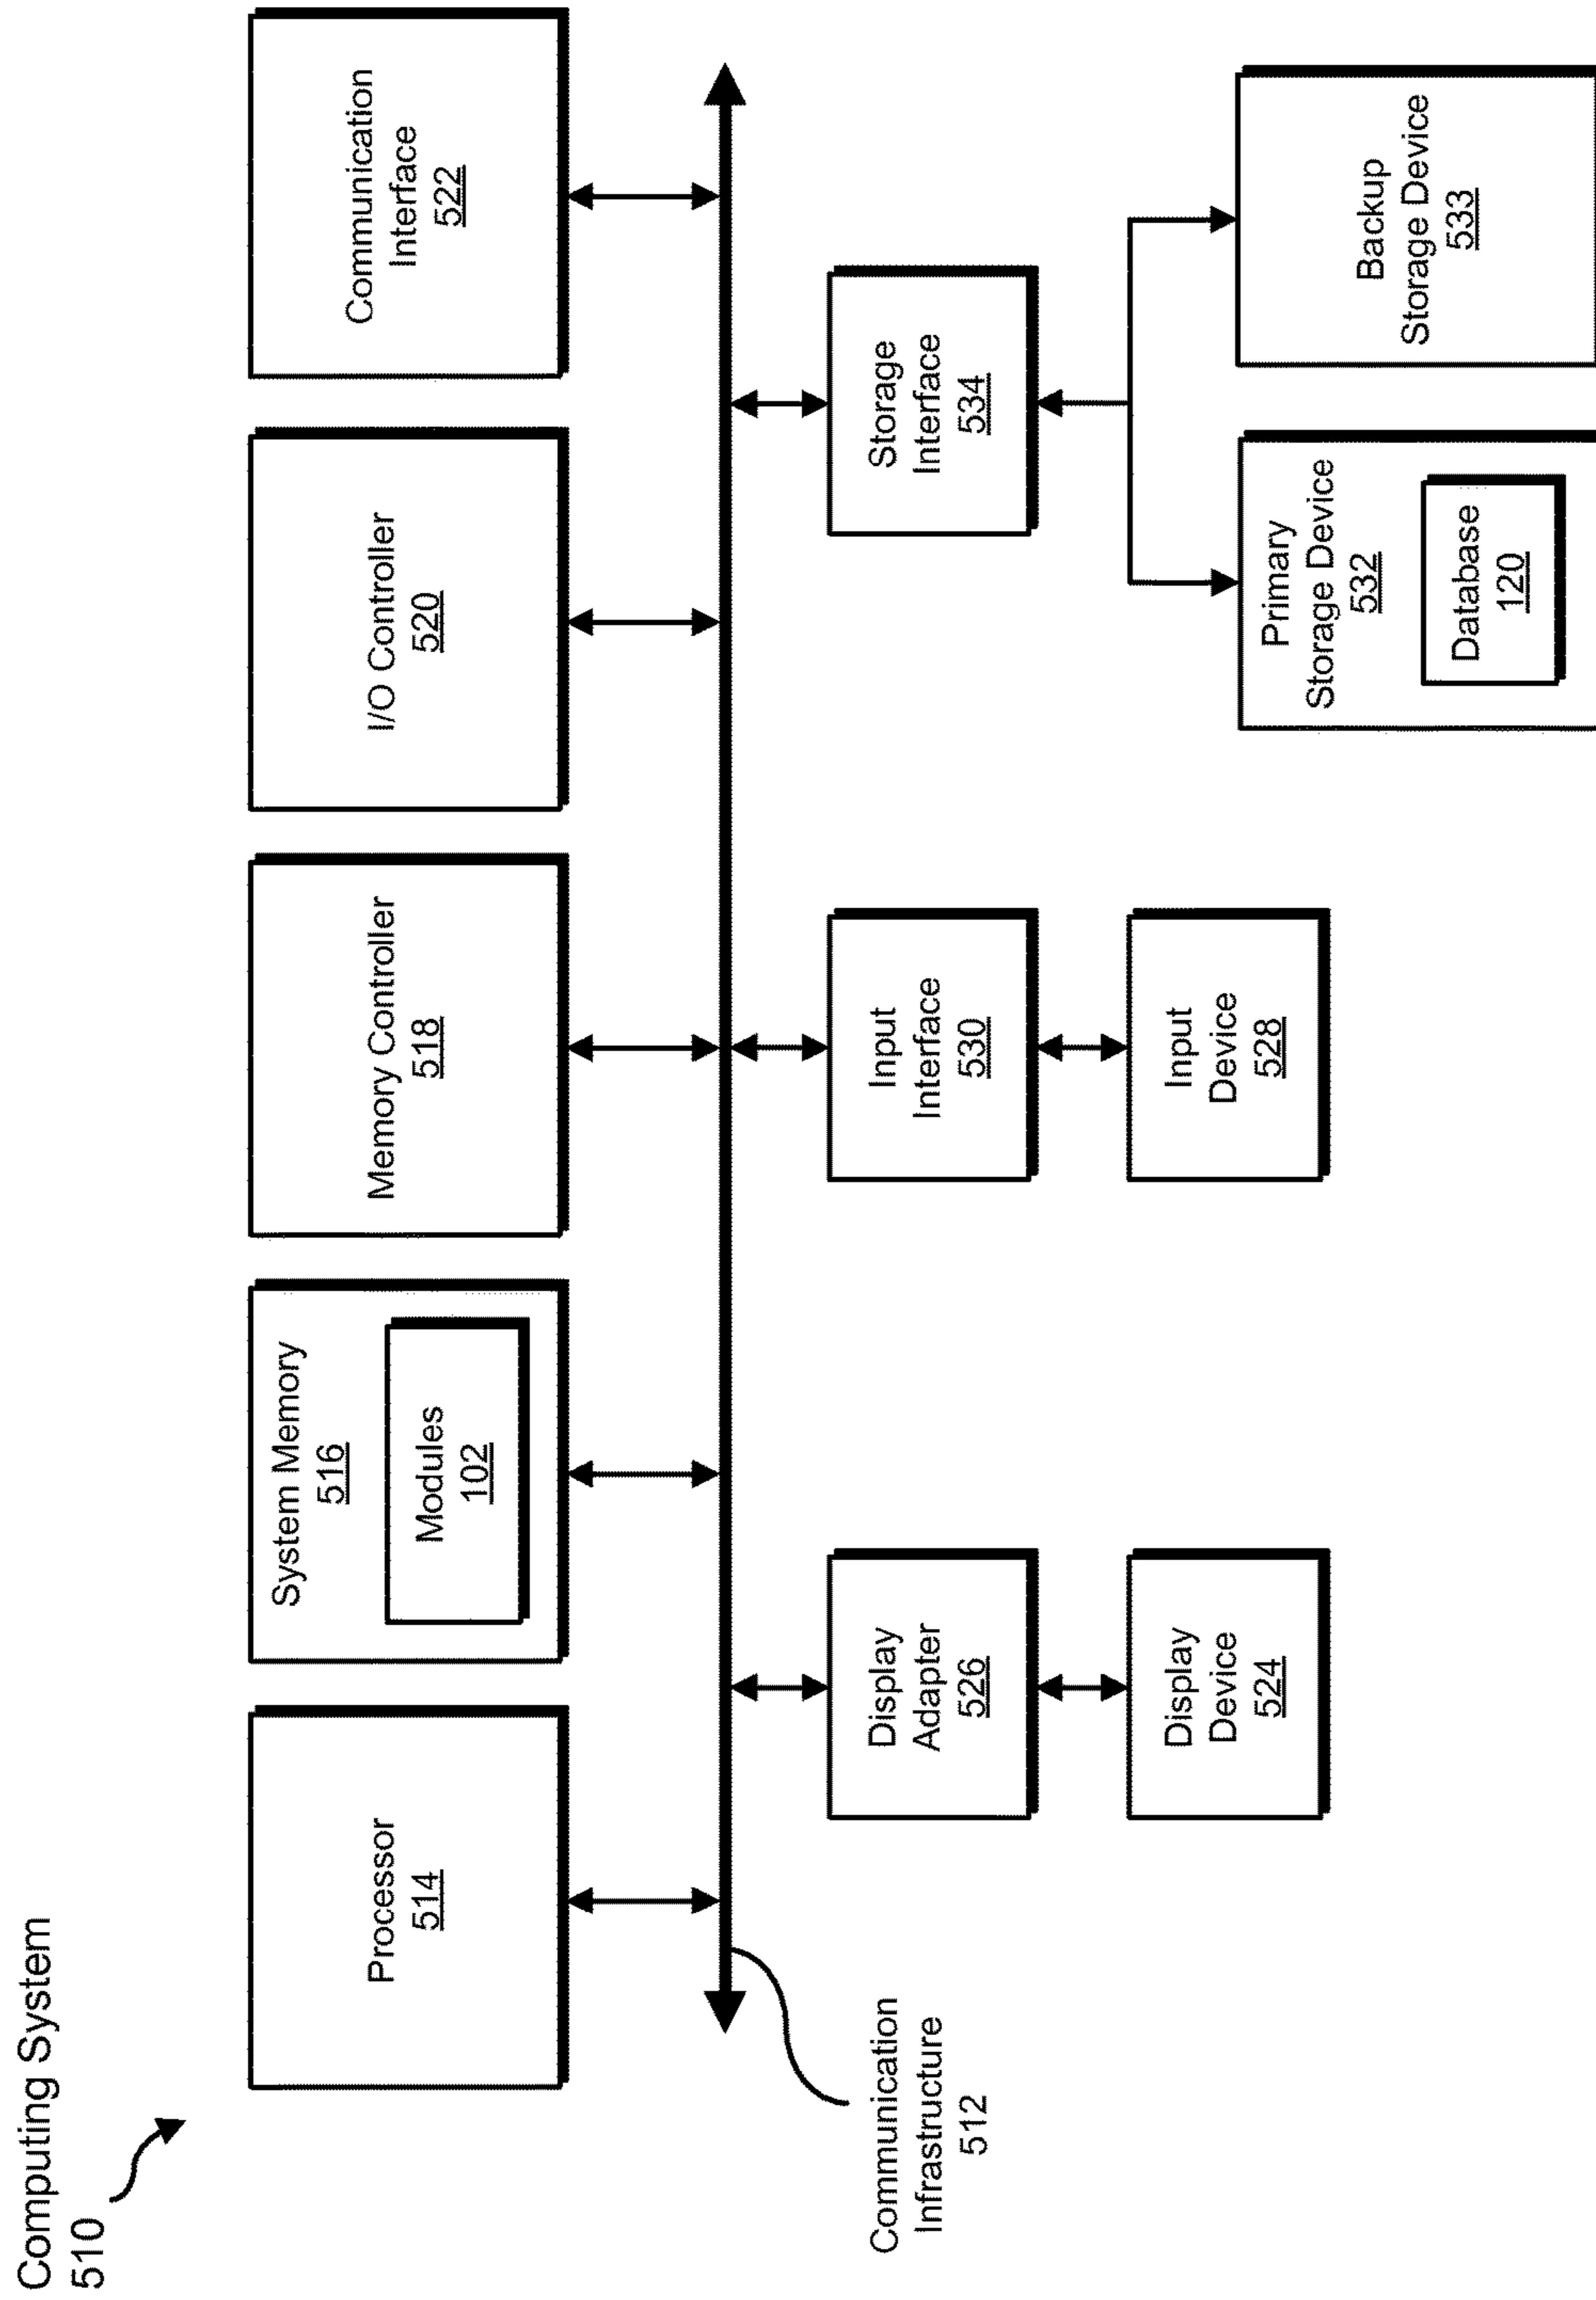 Computing System
510
Processor
514
System Memory
516
Modules
102
Memory Controller
518
I/O Controller
520
Communication
Interface
522
Communication
Infrastructure
512
Display
Adapter
526
Input
Interface
530
Storage
Interface
534
Display
Device
524
Input
Device
528
Primary
Storage Device
532
Database
120
Backup
Storage Device
533